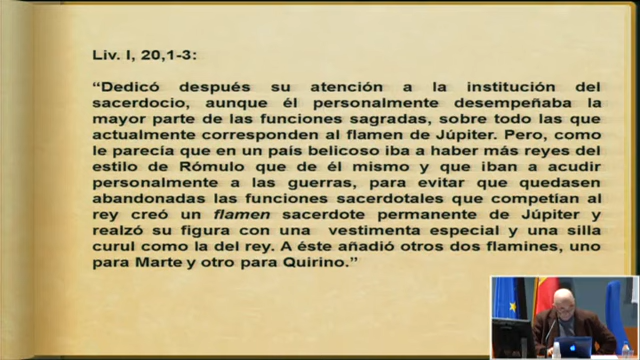 Liv. I, 20,1-3:
“Dedicó después su atención a la institución del
sacerdocio, aunque él personalmente desempeñaba la
mayor parte de las funciones sagradas, sobre todo las que
actualmente corresponden al flamen de Júpiter. Pero, como
le parecía que en un país belicoso iba a haber más reyes del
estilo de Rómulo que de él mismo y que iban a acudir
personalmente a las guerras, para evitar que quedasen
abandonadas las funciones sacerdotales que competían al
rey creó un flamen sacerdote permanente de Júpiter y
realzó su figura con una vestimenta especial y una silla
curul como la del rey. A éste añadió otros dos flamines, uno
para Marte y otro para Quirino.”